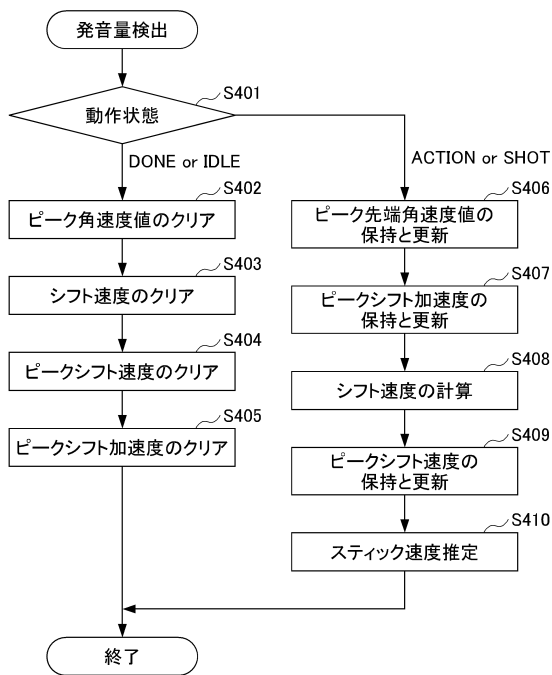 発音量検出
S401
動作状態
DONE or IDLE
S402
ピーク角速度値のクリア
S403
シフト速度のクリア
S404
ピークシフト速度のクリア
S405
ピークシフト加速度のクリア
ACTION or SHOT
S406
ピーク先端角速度値の
保持と更新
S407
ピークシフト加速度の
保持と更新
S408
シフト速度の計算
S409
ピークシフト速度の
保持と更新
S410
スティック速度推定
終了